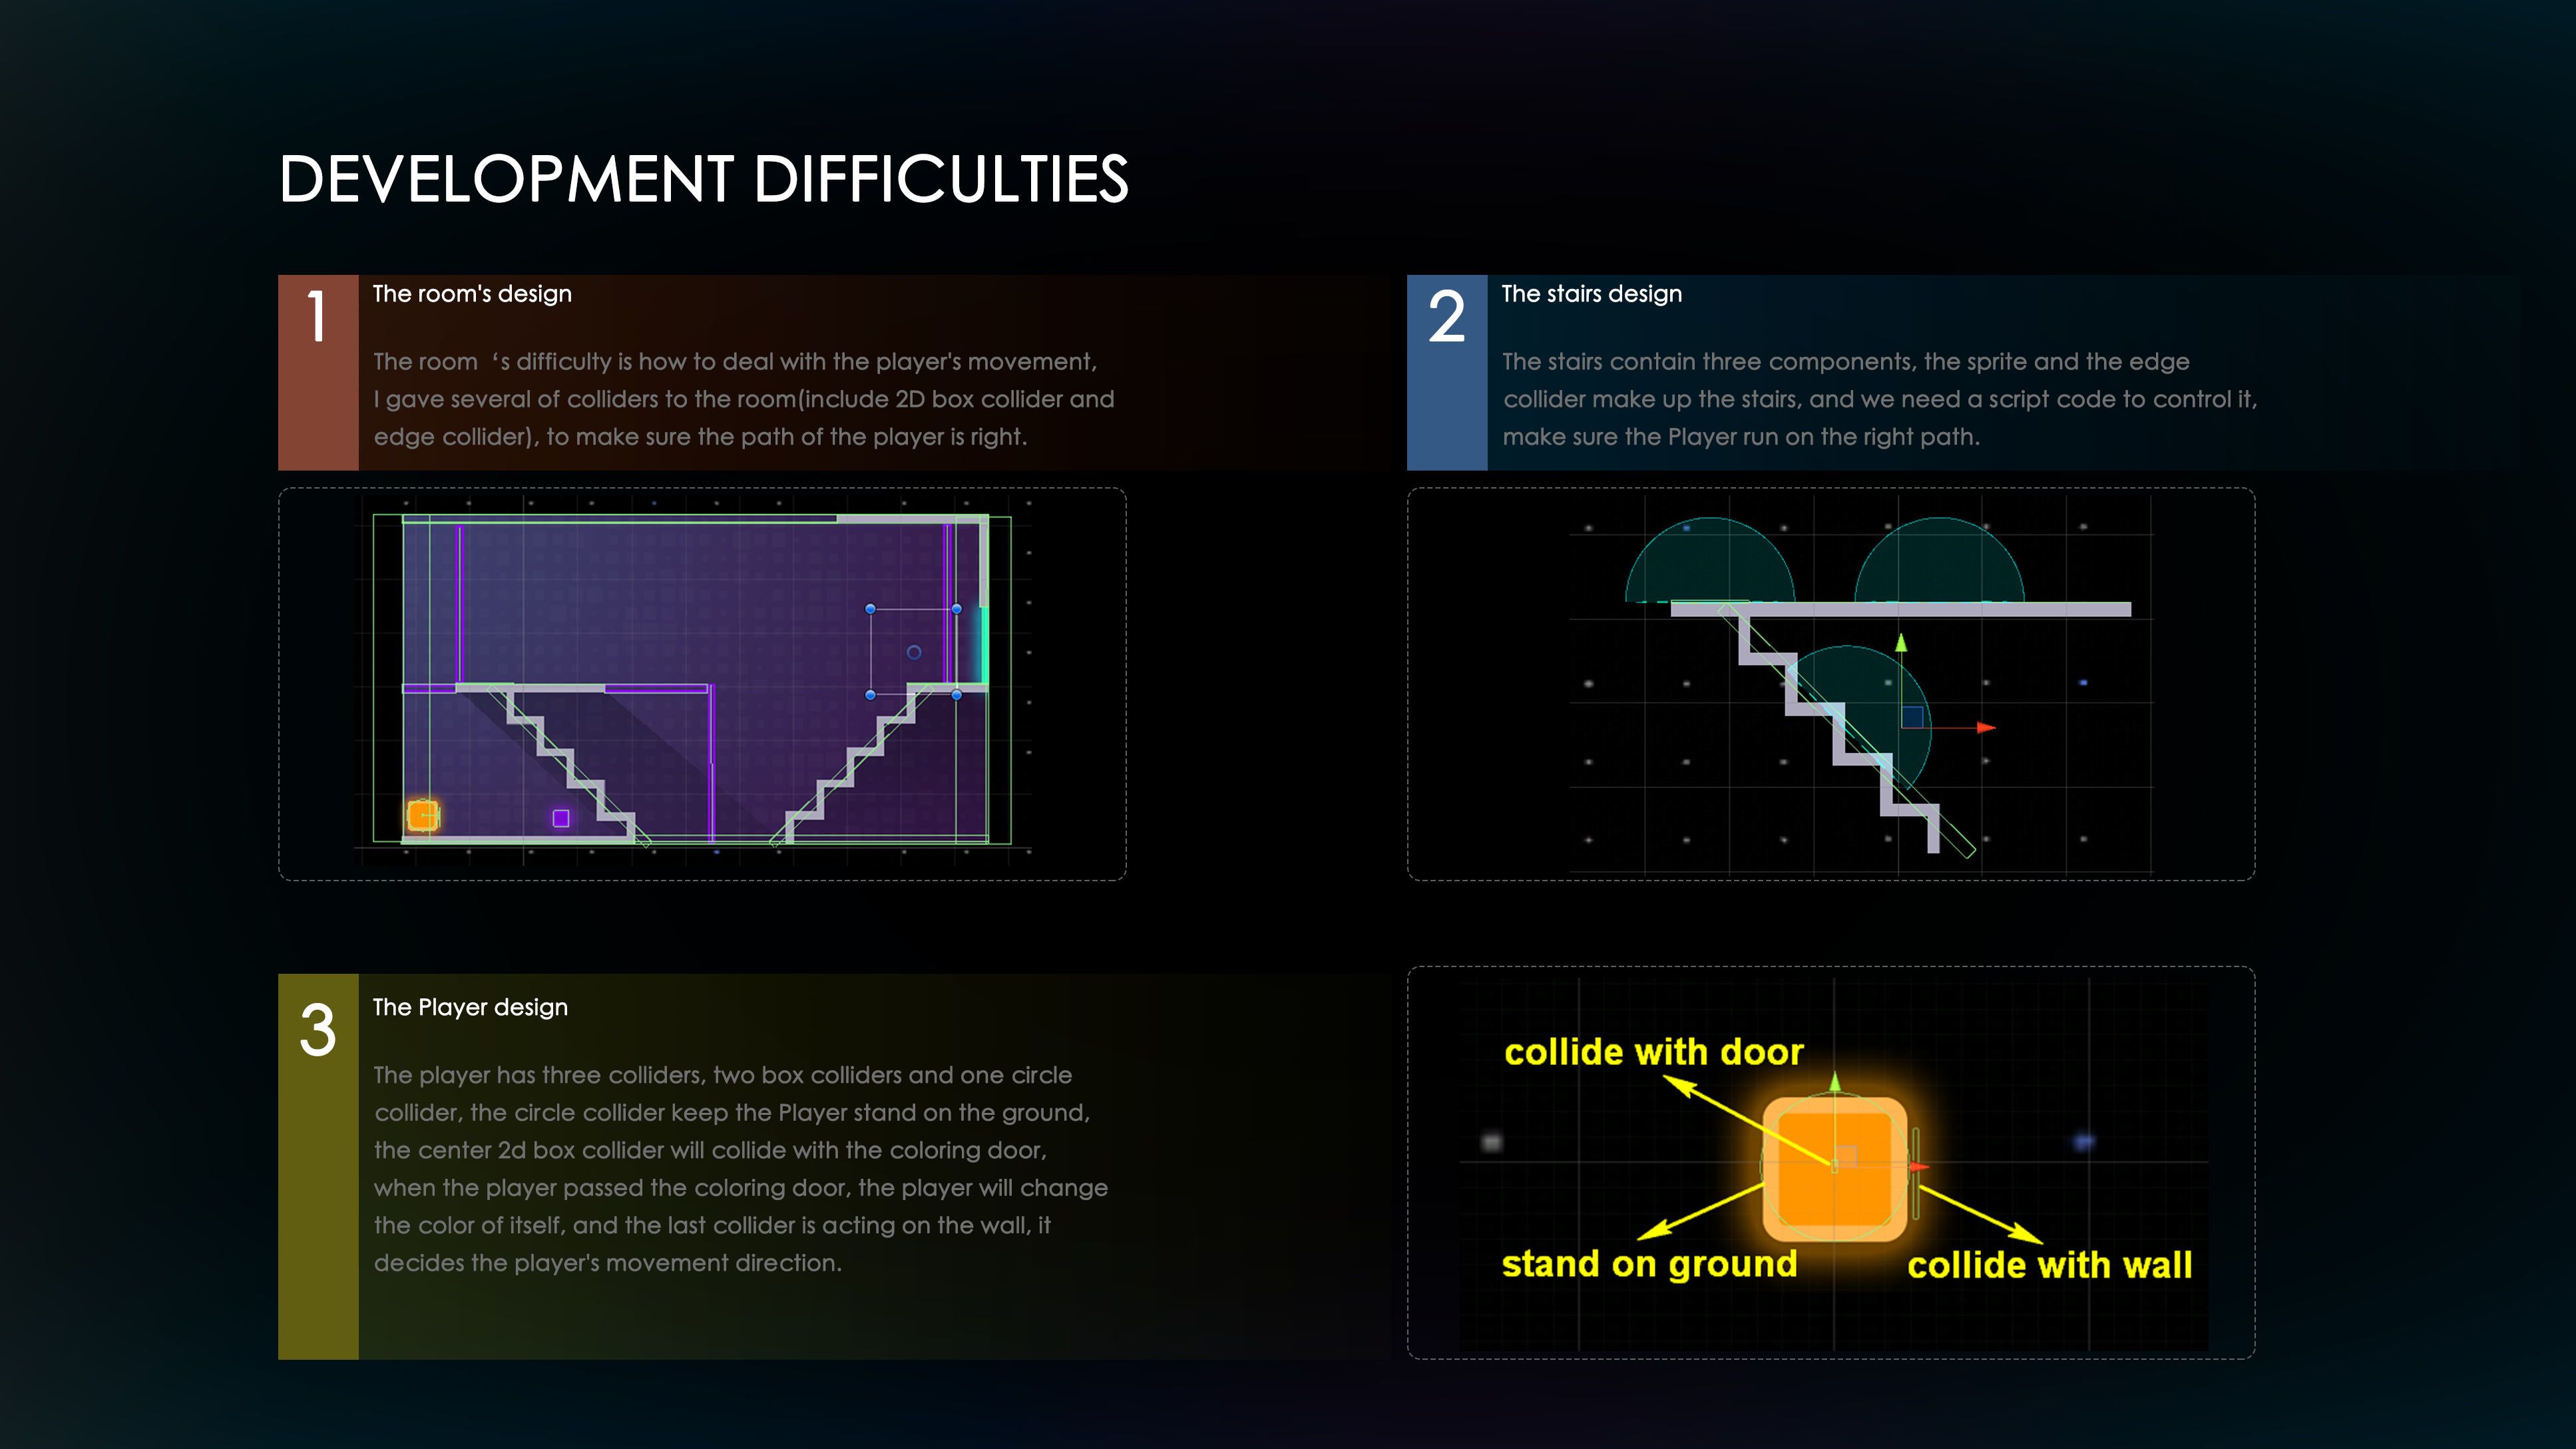 DEVELOPMENT DIFFICULTIES
1
The room's design
The room ‘s difficulty is how to deal with the player's movement,
I gave several of colliders to the room(include 2D box collider and
edge collider), to make sure the path of the player is right.
2
The stairs design
The stairs contain three components, the sprite and the edge
collider make up the stairs, and we need a script code to control it,
make sure the Player run on the right path.
3
The Player design
The player has three colliders, two box colliders and one circle
collider, the circle collider keep the Player stand on the ground,
the center 2d box collider will collide with the coloring door,
when the player passed the coloring door, the player will change
the color of itself, and the last collider is acting on the wall, it
decides the player's movement direction.
collide with door
stand on ground
collide with wall